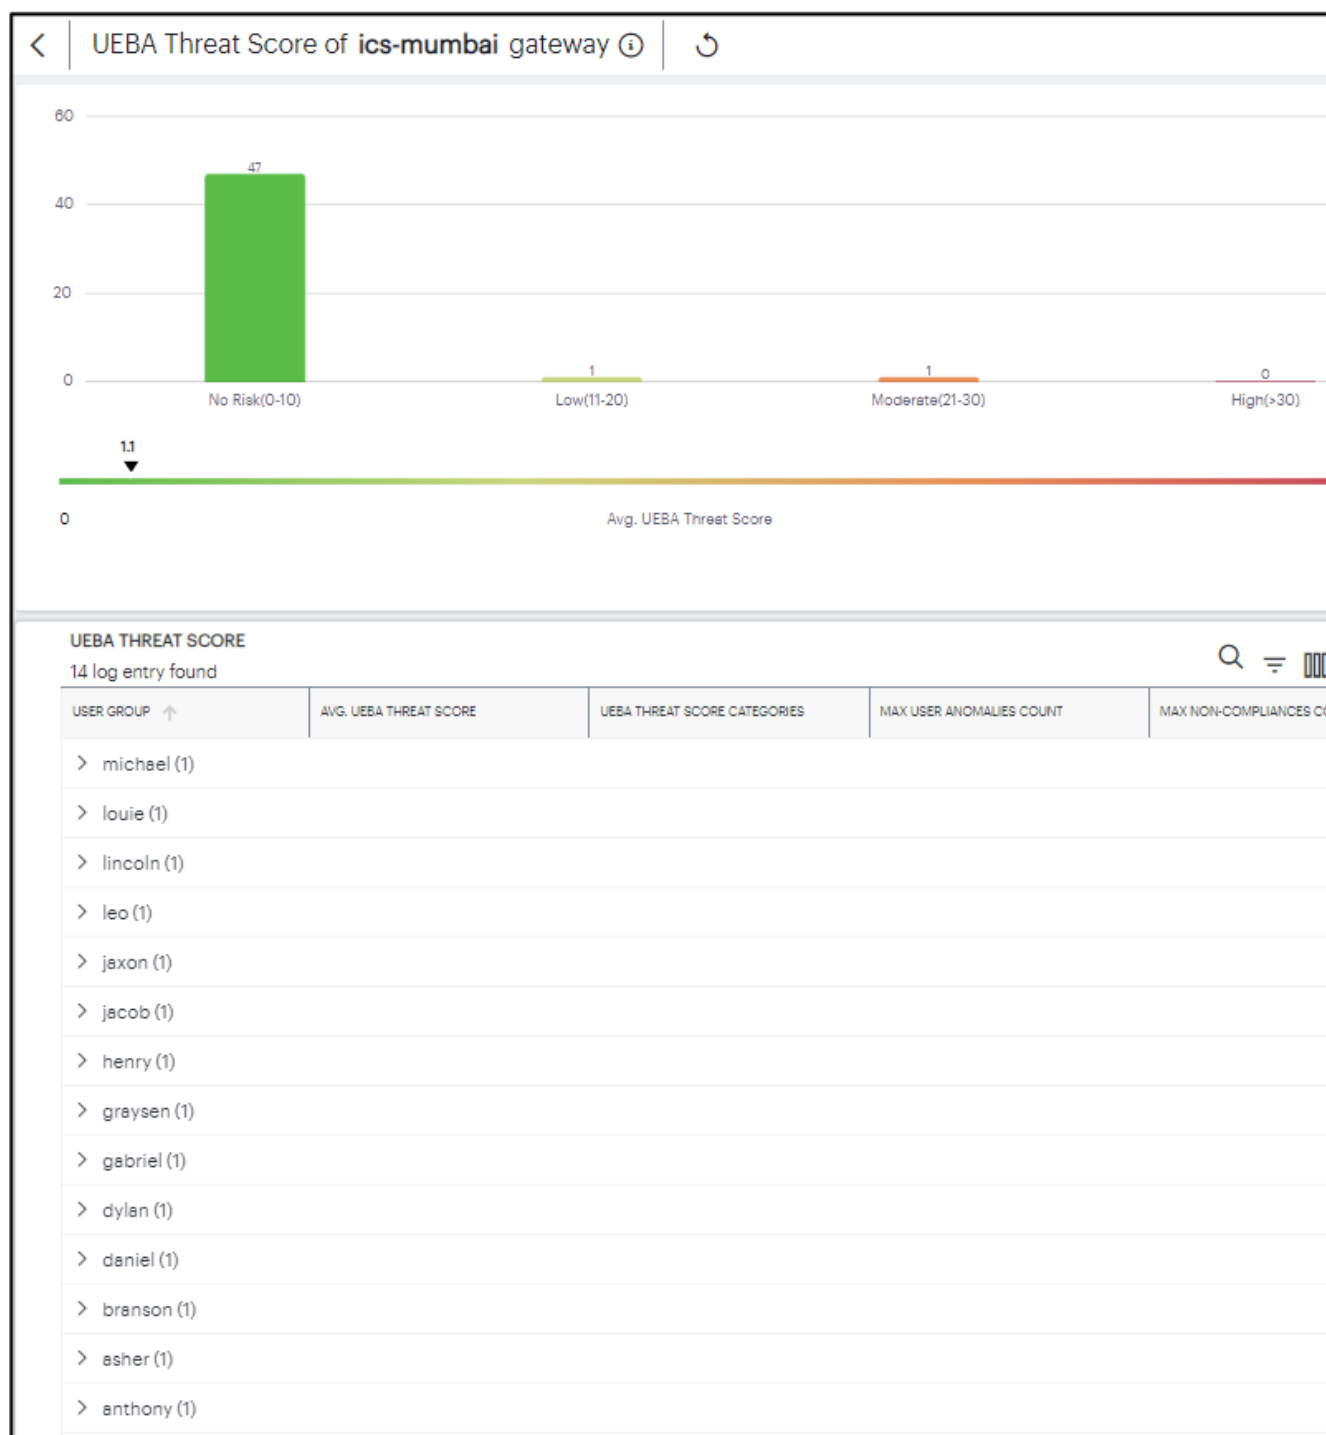 UEBA Threat Score of ics-mumbai gateway
60
47
40
20
0
1
1
0
No Risk(0-10) Low(11-20) Moderate(21-30) High(>30)
1.1
0
Avg. UEBA Threat Score
UEBA THREAT SCORE
14 log entry found
USER GROUP AVG. UEBA THREAT SCORE UEBA THREAT SCORE CATEGORIES MAX USER ANOMALIES COUNT MAX NON-COMPLIANCES
michael (1)
louie (1)
lincoln (1)
leo (1)
jaxon (1)
jacob (1)
henry (1)
graysen (1)
gabriel (1)
dylan (1)
daniel (1)
branson (1)
asher (1)
anthony (1)